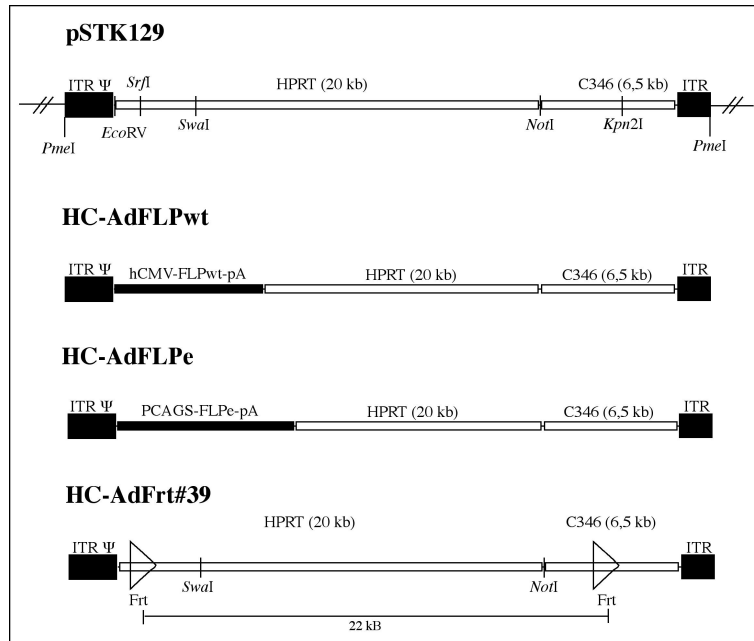 pSTK129
ITR Ψ SrfI HPRT (20 kb) C346 (6,5 kb) ITR
EcoRV SwaI NotI Kpn2I
PmeI PmeI
HC-AdFLPwt
ITR Ψ hCMV-FLPwt-pA HPRT (20 kb) C346 (6,5 kb) ITR
HC-AdFLPe
ITR Ψ PCAGS-FLPe-pA HPRT (20 kb) C346 (6,5 kb) ITR
HC-AdFrt#39
HPRT (20 kb) C346 (6,5 kb)
ITR Ψ ITR
Frt SwaI NotI Frt
22 kB